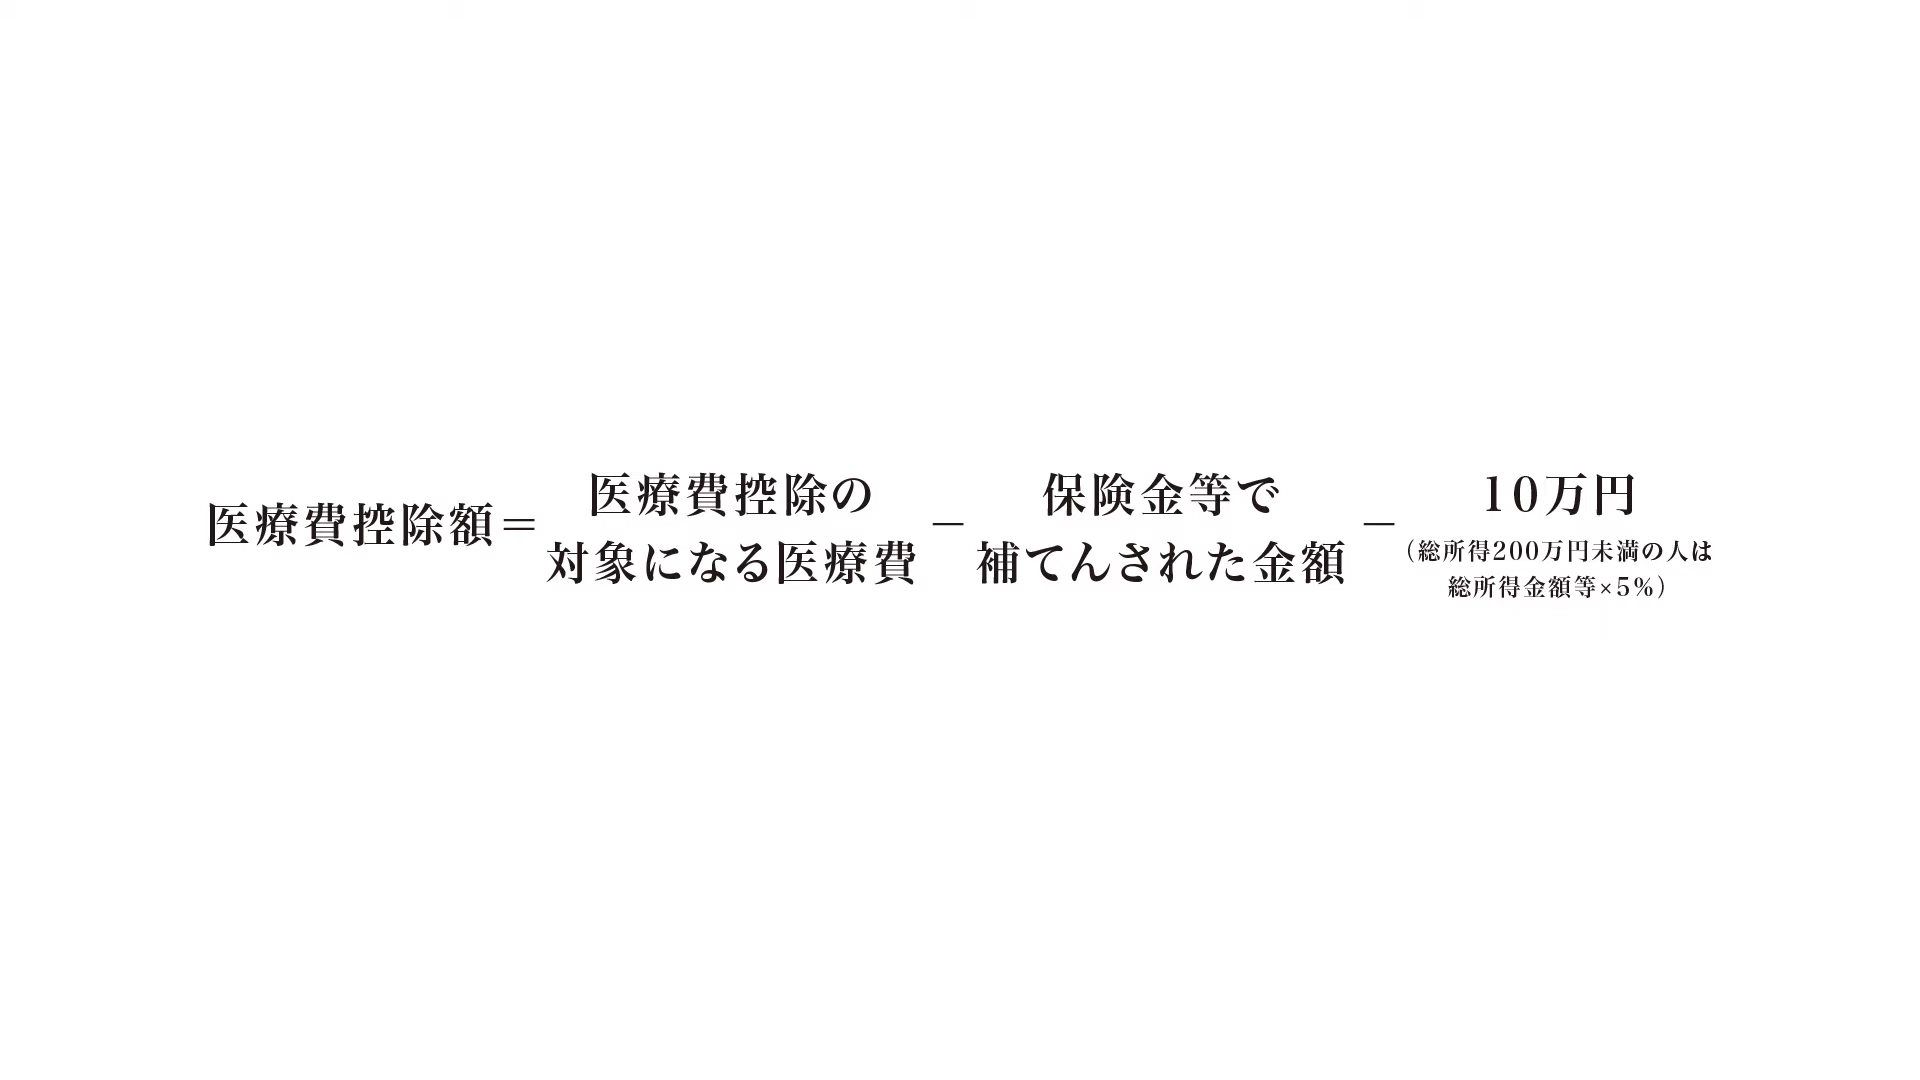 医療費控除額＝
医療費控除の
対象になる医療費
－
保険金等で
補てんされた金額
－
10万円
（総所得200万円未満の人は
総所得金額等×5%）